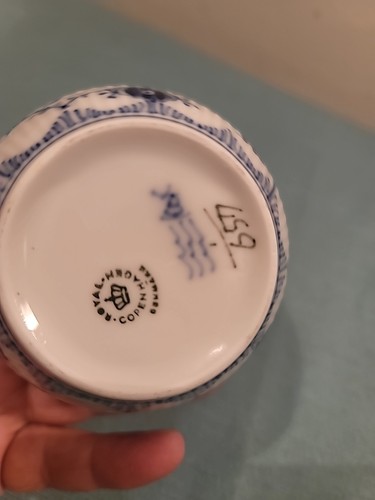 ROYAL COPENHAGEN
DENMARK
1
657